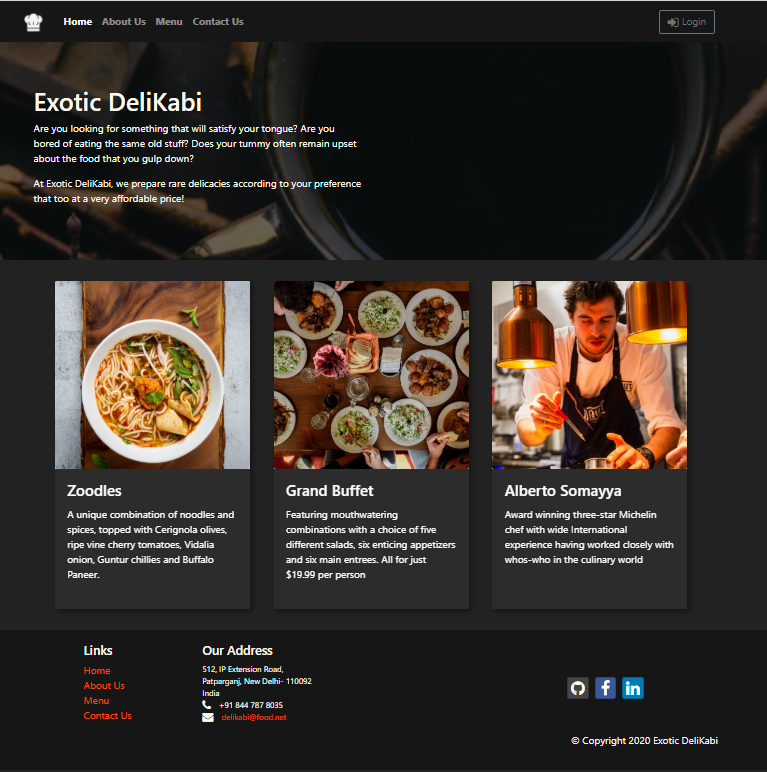 Home About Us Menu Contact Us Login
Exotic DeliKabi
Are you looking for something that will satisfy your tongue? Are you
bored of eating the same old stuff? Does your tummy often remain upset
about the food that you gulp down?
At Exotic DeliKabi, we prepare rare delicacies according to your preference
that too at a very affordable price!
Zoodles
A unique combination of noodles and
spices, topped with Cerignola olives,
ripe vine cherry tomatoes, Vidalia
onion, Guntur chillies and Buffalo
Paneer.
Grand Buffet
Featuring mouthwatering
combinations with a choice of five
different salads, six enticing appetizers
and six main entrees. All for just
$19.99 per person
Alberto Somayya
Award winning three-star Michelin
chef with wide International
experience having worked closely with
whos-who in the culinary world
Links
Home
About Us
Menu
Contact Us
Our Address
512, IP Extension Road,
Patparganj, New Delhi- 110092
India
+91 844 787 8035
delikabi@food.net
© Copyright 2020 Exotic DeliKabi